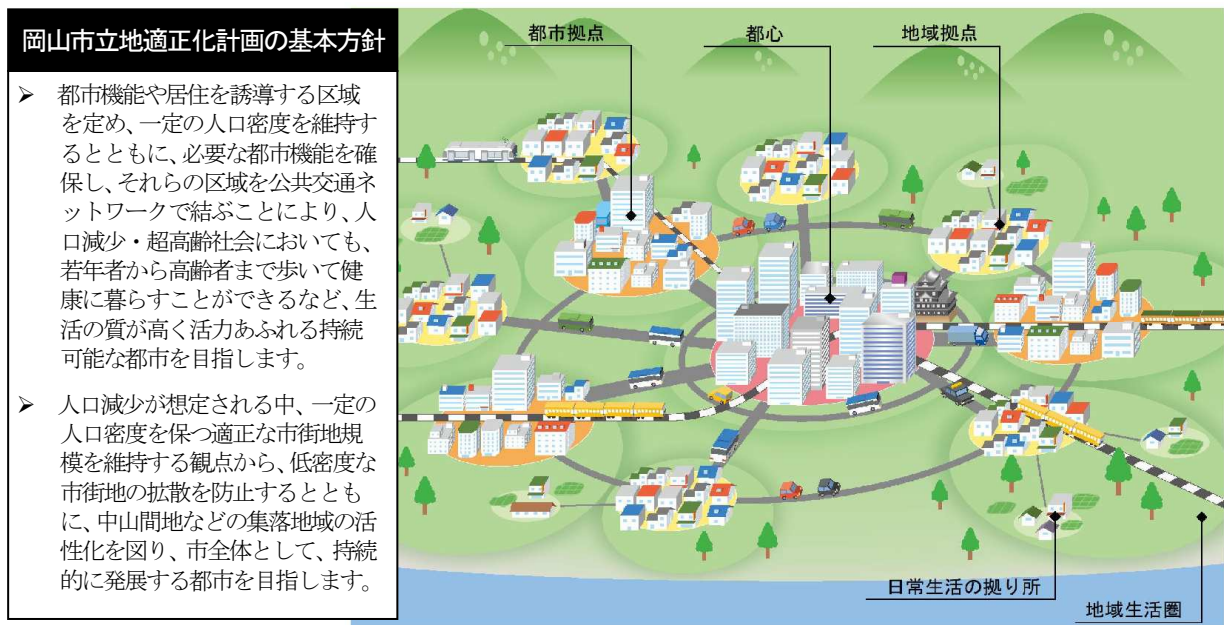 岡山市立地適正化計画の基本方針
➢ 都市機能や居住を誘導する区域
を定め、一定の人口密度を維持す
るとともに、必要な都市機能を確
保し、それらの区域を公共交通ネ
ットワークで結ぶことにより、人
口減少・超高齢社会においても、
若年者から高齢者まで歩いて健
康に暮らすことができるなど、生
活の質が高く活力あふれる持続
可能な都市を目指します。
➢ 人口減少が想定される中、一定の
人口密度を保つ適正な市街地規
模を維持する観点から、低密度な
市街地の拡散を防止するととも
に、中山間地などの集落地域の活
性化を図り、市全体として、持続
的に発展する都市を目指します。
都市拠点
都心
地域拠点
日常生活の拠り所
地域生活圏